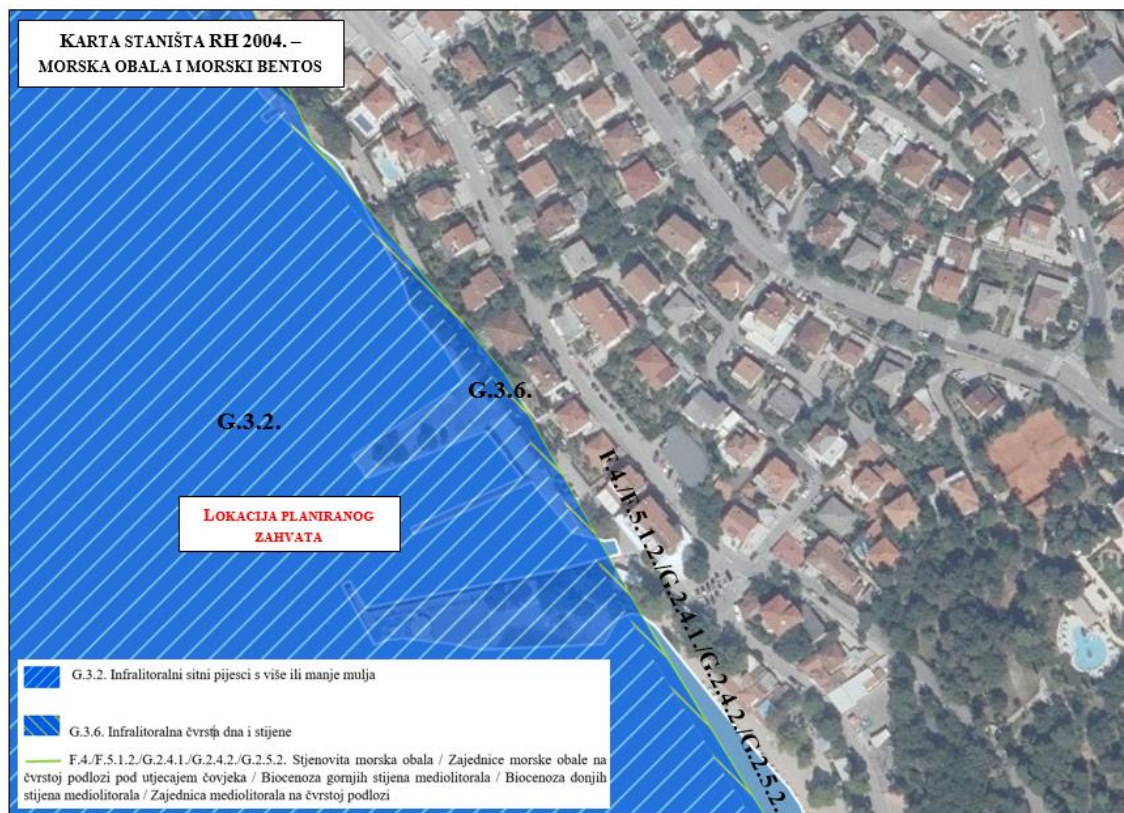 KARTA STANIŠTA RH 2004. –
MORSKA OBALA I MORSKI BENTOS
G.3.6.
G.3.2.
F.4./F.5.1.2./G.2.4.1./G.2.4.2./G.2.5.2.
LOKACIJA PLANIRANOG
ZAHVATA
G.3.2. Infralitoralni sitni pijesci s više ili manje mulja
G.3.6. Infralitoralna čvrsta dna i stijene
F.4./F.5.1.2./G.2.4.1./G.2.4.2./G.2.5.2. Stjenovita morska obala / Zajednice morske obale na
čvrstoj podlozi pod utjecajem čovjeka / Biocenoza gornjih stijena mediolitorala / Biocenoza donjih
stijena mediolitorala / Zajednica mediolitorala na čvrstoj podlozi